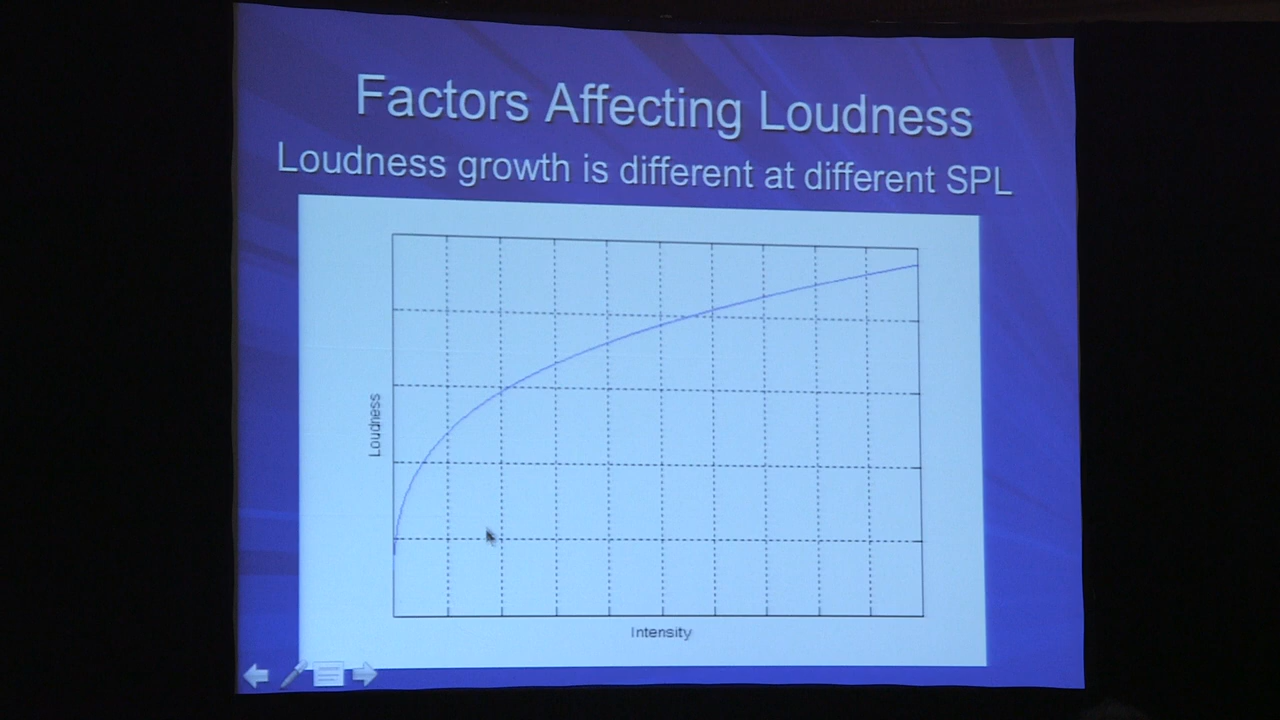 Factors Affecting Loudness
Loudness growth is different at different SPL
Loudness
Intensity